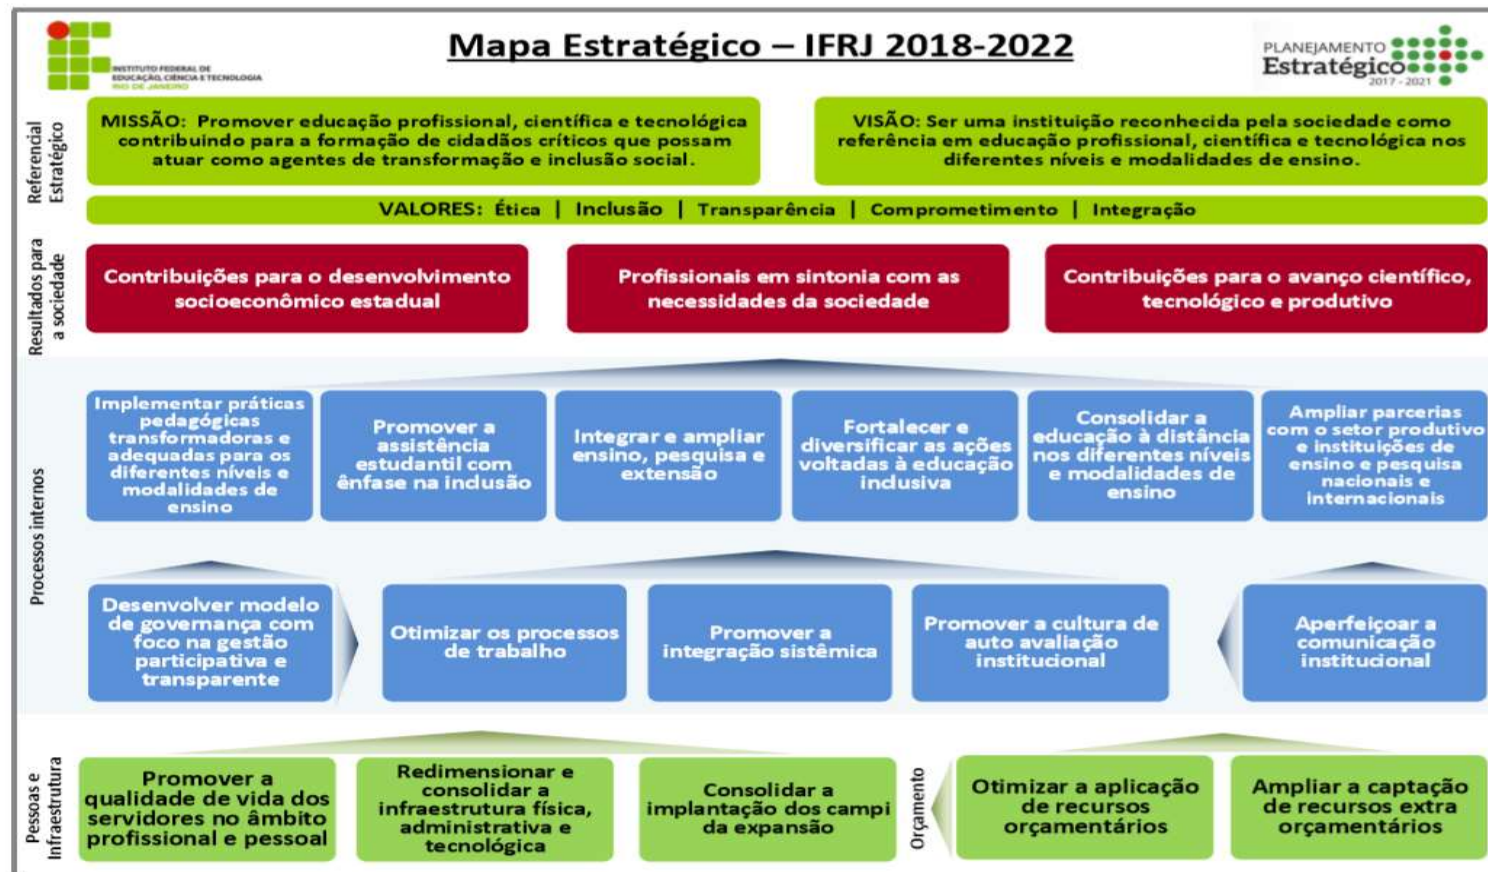 Mapa Estratégico – IFRJ 2018-2022
INSTITUTO FEDERAL DE
EDUCAÇÃO, CIÊNCIA E TECNOLOGIA
RIO DE JANEIRO
PLANEJAMENTO
Estratégico
2017 - 2021
Referencial
Estratégico
MISSÃO: Promover educação profissional, científica e tecnológica
contribuindo para a formação de cidadãos críticos que possam
atuar como agentes de transformação e inclusão social.
VISÃO: Ser uma instituição reconhecida pela sociedade como
referência em educação profissional, científica e tecnológica nos
diferentes níveis e modalidades de ensino.
VALORES: Ética | Inclusão | Transparência | Comprometimento | Integração
Resultados para
a sociedade
Contribuições para o desenvolvimento
socioeconômico estadual
Profissionais em sintonia com as
necessidades da sociedade
Contribuições para o avanço científico,
tecnológico e produtivo
Processos internos
Implementar práticas
pedagógicas
transformadoras e
adequadas para os
diferentes níveis e
modalidades de
ensino
Promover a
assistência
estudantil com
ênfase na inclusão
Integrar e ampliar
ensino, pesquisa e
extensão
Fortalecer e
diversificar as ações
voltadas à educação
inclusiva
Consolidar a
educação à distância
nos diferentes níveis
e modalidades de
ensino
Ampliar parcerias
com o setor produtivo
e instituições de
ensino e pesquisa
nacionais e
internacionais
Desenvolver modelo
de governança com
foco na gestão
participativa e
transparente
Otimizar os processos
de trabalho
Promover a
integração sistêmica
Promover a cultura de
auto avaliação
institucional
Aperfeiçoar a
comunicação
institucional
Pessoas e
Infraestrutura
Promover a
qualidade de vida dos
servidores no âmbito
profissional e pessoal
Redimensionar e
consolidar a
infraestrutura física,
administrativa e
tecnológica
Consolidar a
implantação dos campi
da expansão
Orçamento
Otimizar a aplicação
de recursos
orçamentários
Ampliar a captação
de recursos extra
orçamentários